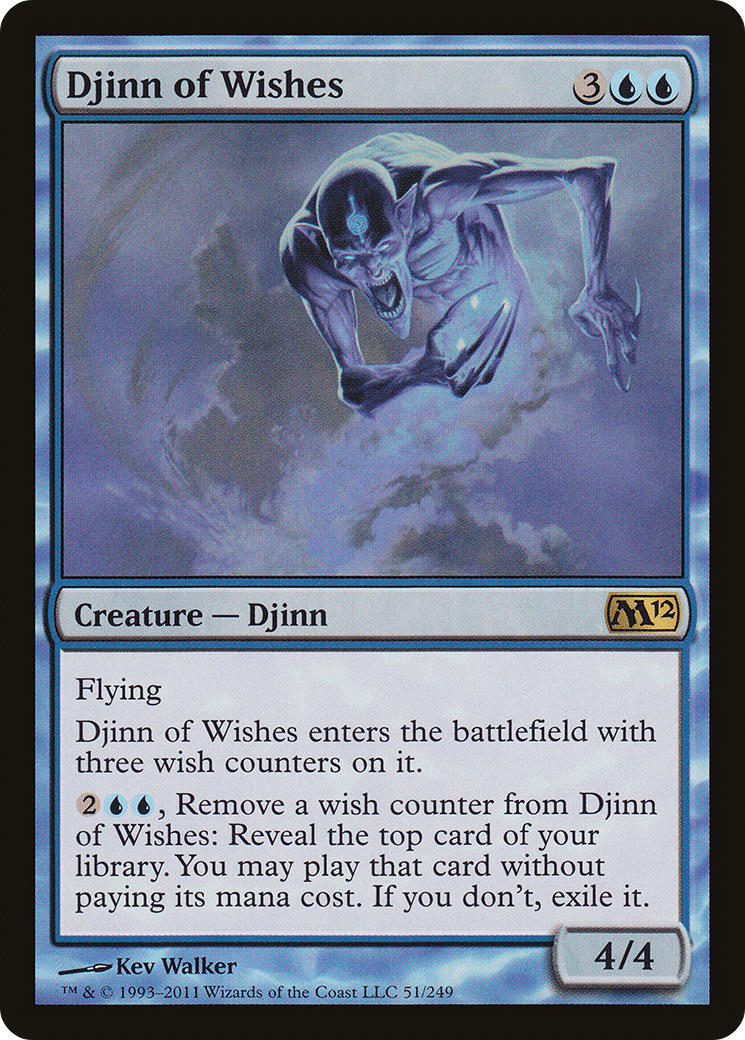 Djinn of Wishes 3
Creature — Djinn M12
Flying
Djinn of Wishes enters the battlefield with
three wish counters on it.
2, Remove a wish counter from Djinn
of Wishes: Reveal the top card of your
library. You may play that card without
paying its mana cost. If you don't, exile it.
4/4
Kev Walker
™ & © 1993–2011 Wizards of the Coast LLC 51/249